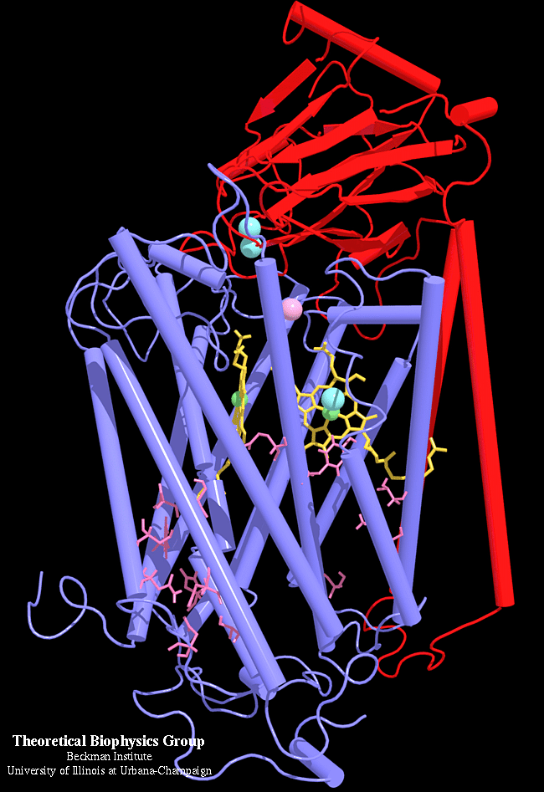 Theoretical Biophysics Group
Beckman Institute
University of Illinois at Urbana-Champaign